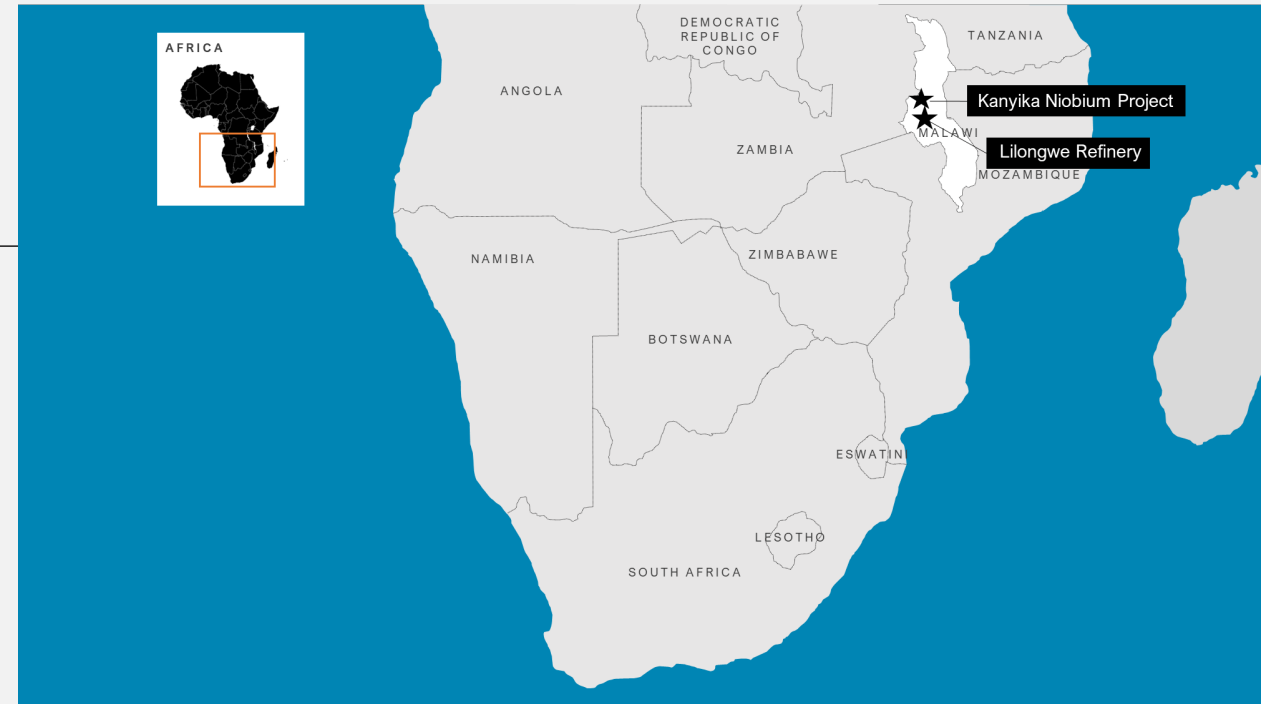 AFRICA
DEMOCRATIC
REPUBLIC OF
CONGO
TANZANIA
ANGOLA
Kanyika Niobium Project
MALAWI
ZAMBIA
Lilongwe Refinery
MOZAMBIQUE
NAMIBIA
ZIMBABAWE
BOTSWANA
ESWATINI
LESOTHO
SOUTH AFRICA